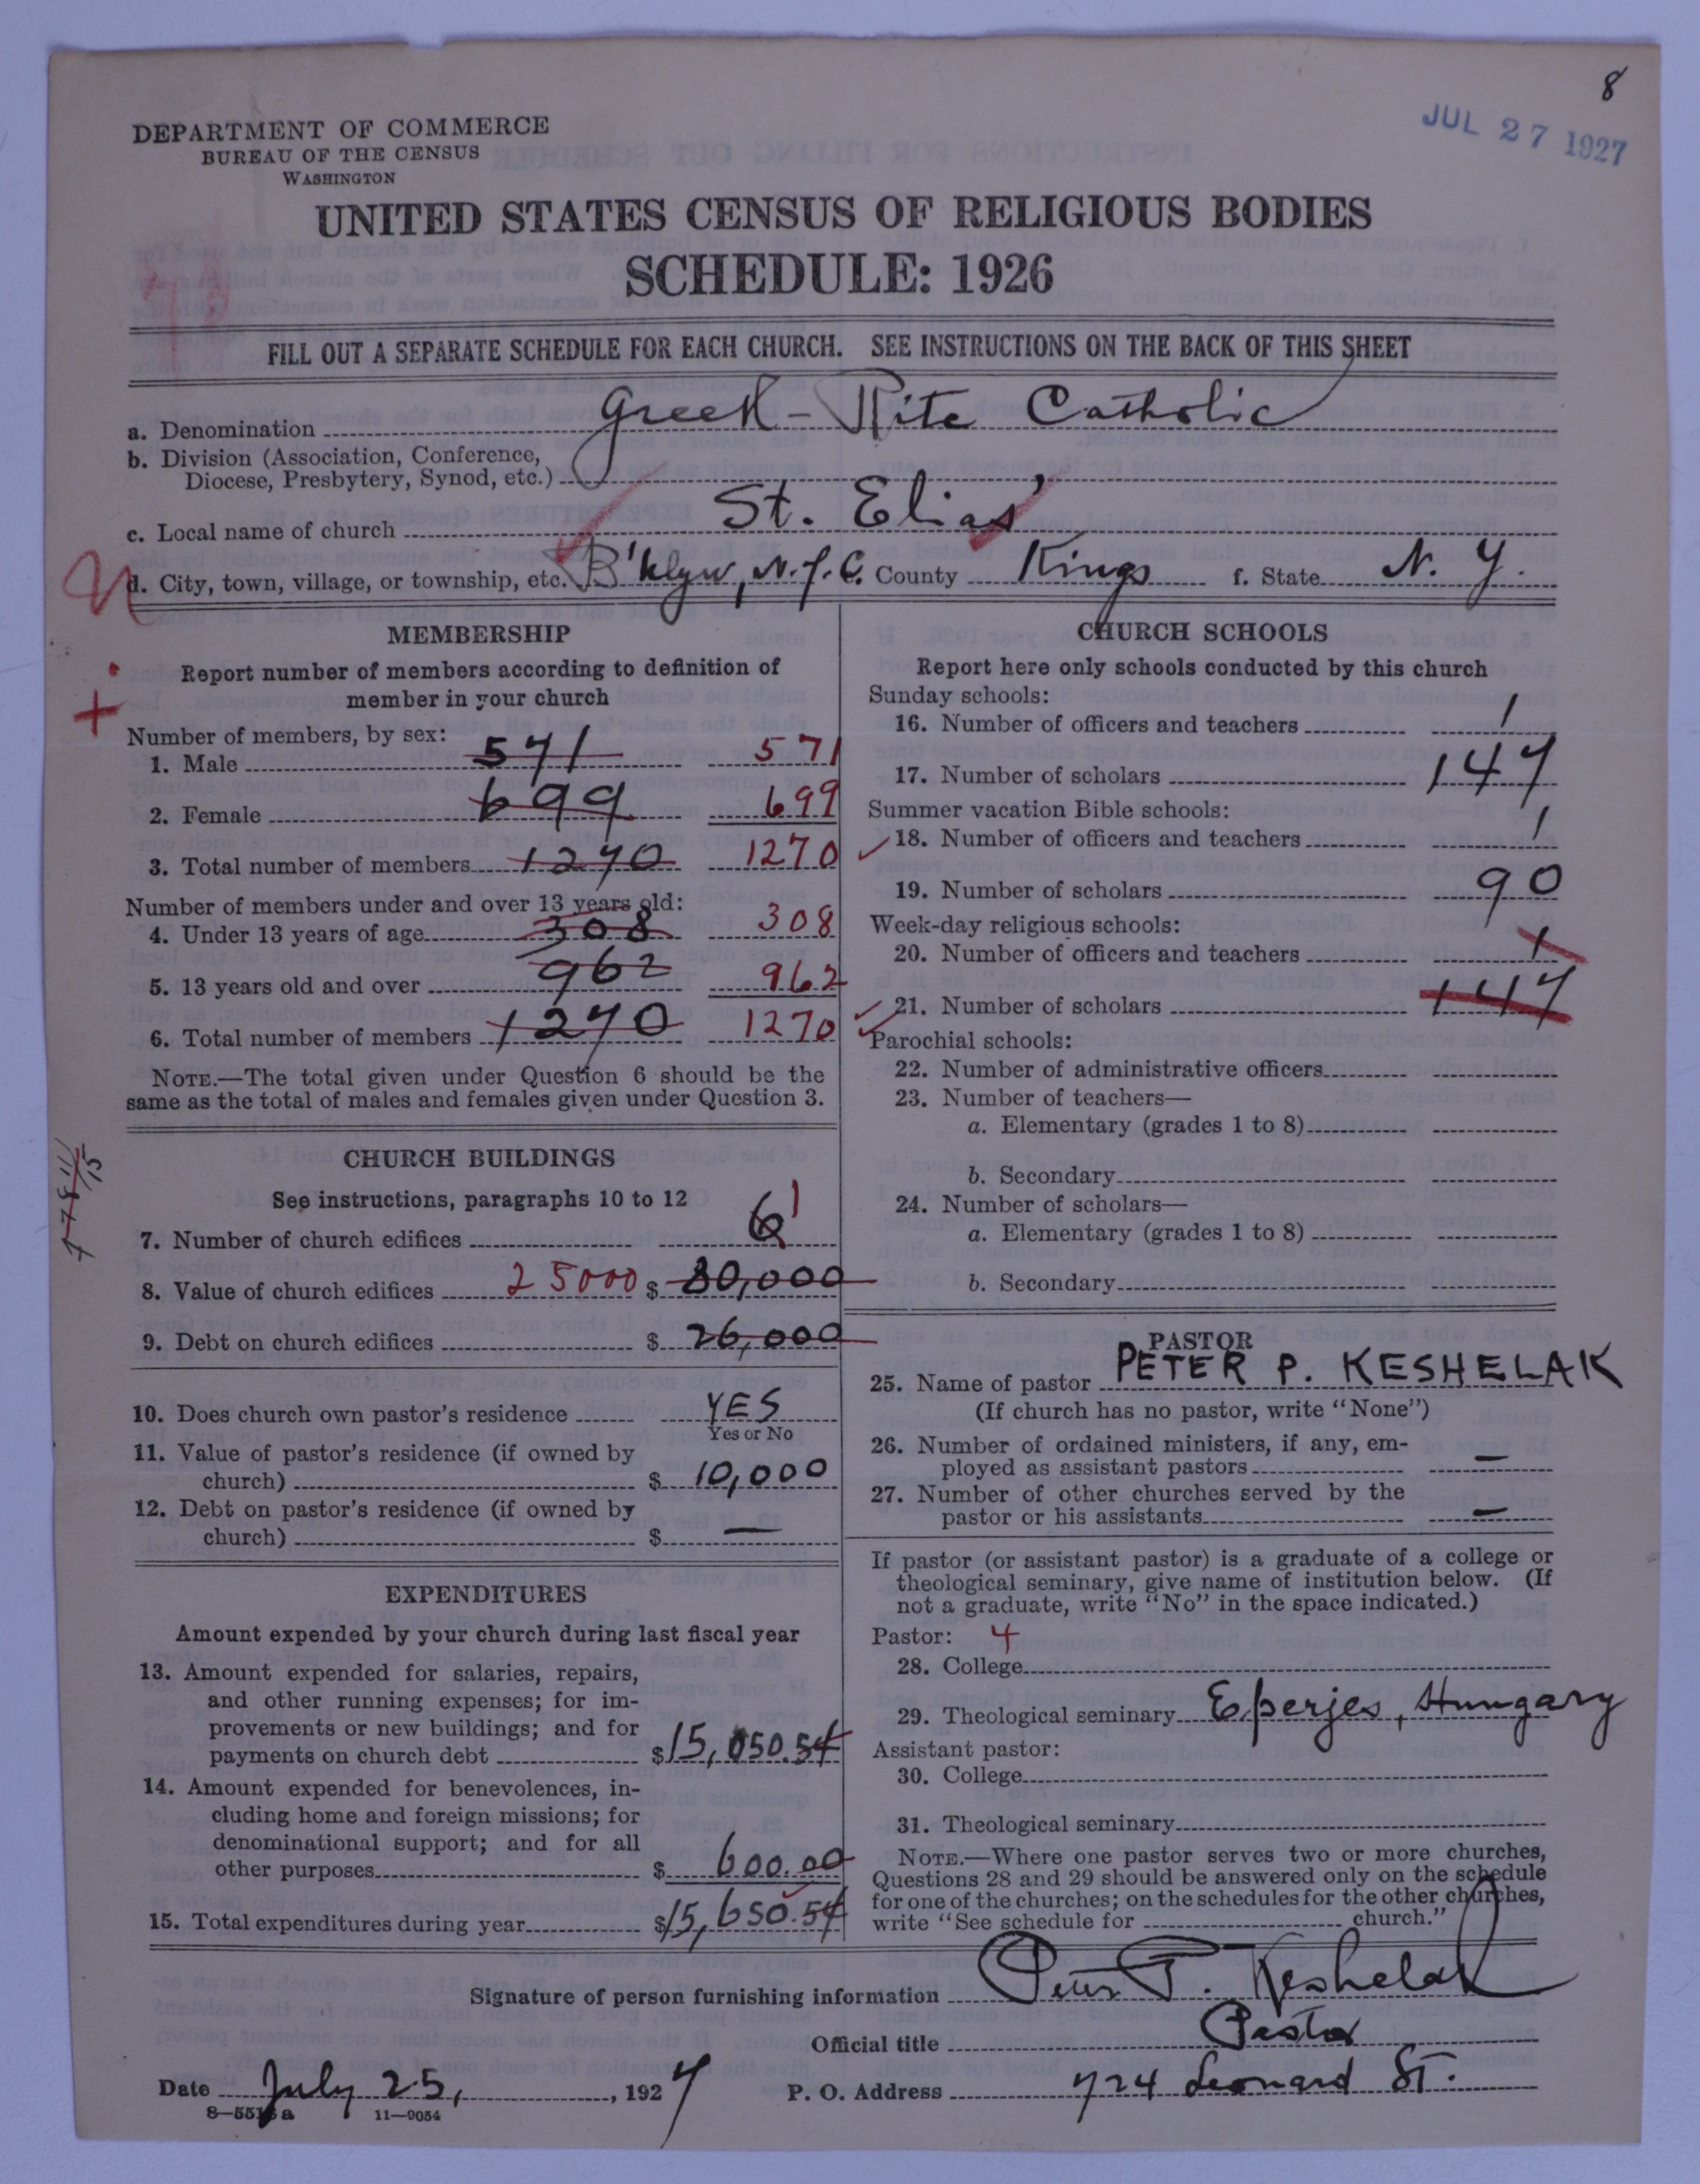 8
JUL 27 1927
DEPARTMENT OF COMMERCE
BUREAU OF THE CENSUS
WASHINGTON
UNITED STATES CENSUS OF RELIGIOUS BODIES
SCHEDULE: 1926
FILL OUT A SEPARATE SCHEDULE FOR EACH CHURCH. SEE INSTRUCTIONS ON THE BACK OF THIS SHEET
a. Denomination Greek-Rite Catholic
b. Division (Association, Conference,
Diocese, Presbytery, Synod, etc.)
c. Local name of church St. Elias'
d. City, town, village, or township, etc. B'klyn, N.Y.C. County Kings f. State N. Y.
MEMBERSHIP
Report number of members according to definition of
member in your church
Number of members, by sex:
1. Male 571 571
2. Female 699 699
3. Total number of members 1270 1270
Number of members under and over 13 years old:
4. Under 13 years of age 308 308
5. 13 years old and over 962 962
6. Total number of members 1270 1270
NOTE.—The total given under Question 6 should be the
same as the total of males and females given under Question 3.
CHURCH BUILDINGS
See instructions, paragraphs 10 to 12
7. Number of church edifices 1
8. Value of church edifices 25000 $ 80,000
9. Debt on church edifices $ 26,000
10. Does church own pastor's residence YES
Yes or No
11. Value of pastor's residence (if owned by
church) $ 10,000
12. Debt on pastor's residence (if owned by
church) $ —
EXPENDITURES
Amount expended by your church during last fiscal year
13. Amount expended for salaries, repairs,
and other running expenses; for im-
provements or new buildings; and for
payments on church debt $15,050.54
14. Amount expended for benevolences, in-
cluding home and foreign missions; for
denominational support; and for all
other purposes $ 600.00
15. Total expenditures during year $15,650.54
CHURCH SCHOOLS
Report here only schools conducted by this church
Sunday schools:
16. Number of officers and teachers 1
17. Number of scholars 147
Summer vacation Bible schools:
18. Number of officers and teachers 1
19. Number of scholars 90
Week-day religious schools:
20. Number of officers and teachers 1
21. Number of scholars 147
Parochial schools:
22. Number of administrative officers
23. Number of teachers—
a. Elementary (grades 1 to 8)
b. Secondary
24. Number of scholars—
a. Elementary (grades 1 to 8)
b. Secondary
PASTOR
25. Name of pastor PETER P. KESHELAK
(If church has no pastor, write "None")
26. Number of ordained ministers, if any, em-
ployed as assistant pastors —
27. Number of other churches served by the
pastor or his assistants —
If pastor (or assistant pastor) is a graduate of a college or
theological seminary, give name of institution below. (If
not a graduate, write "No" in the space indicated.)
Pastor: 4
28. College
29. Theological seminary Eperjes, Hungary
Assistant pastor:
30. College
31. Theological seminary
NOTE.—Where one pastor serves two or more churches,
Questions 28 and 29 should be answered only on the schedule
for one of the churches; on the schedules for the other churches,
write "See schedule for church."
Signature of person furnishing information Peter P. Keshelak
Official title Pastor
Date July 25, 1927 P. O. Address 724 Leonard St.
8—5513a 11—9054